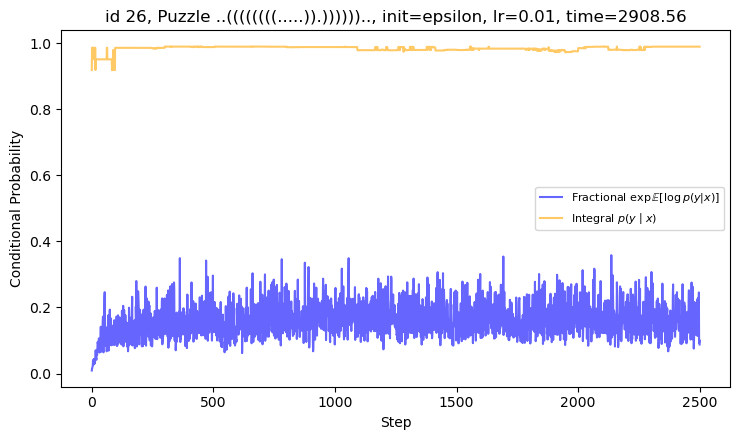 id 26, Puzzle ..((((((((.....)).)))))).., init=epsilon, lr=0.01, time=2908.56
Conditional Probability
1.0
0.8
0.6
0.4
0.2
0.0
Fractional exp𝔼[log p(y|x)]
Integral p(y | x)
0
500
1000
1500
2000
2500
Step